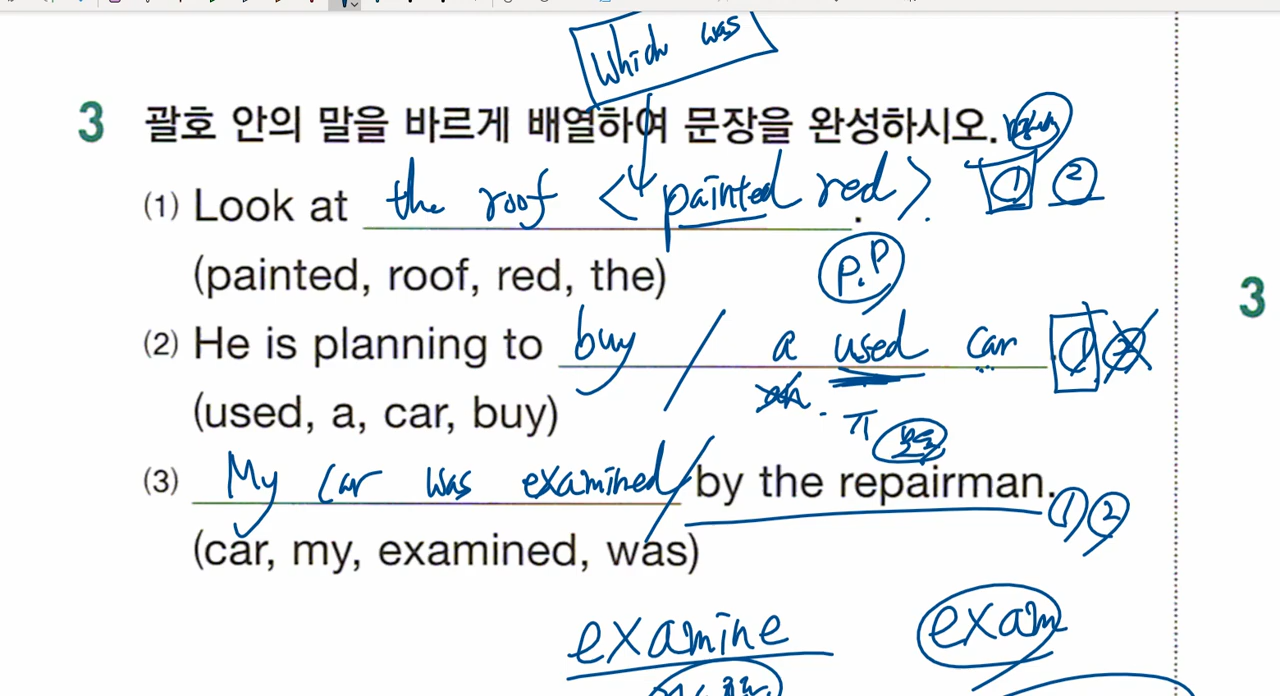 Which was
3 괄호 안의 말을 바르게 배열하여 문장을 완성하시오.
(1) Look at the roof < painted red >. ① ②
(painted, roof, red, the)
P.P
(2) He is planning to buy / a used car ① ②
(used, a, car, buy)
(3) My car was examined / by the repairman. ① ②
(car, my, examined, was)
examine exam
3